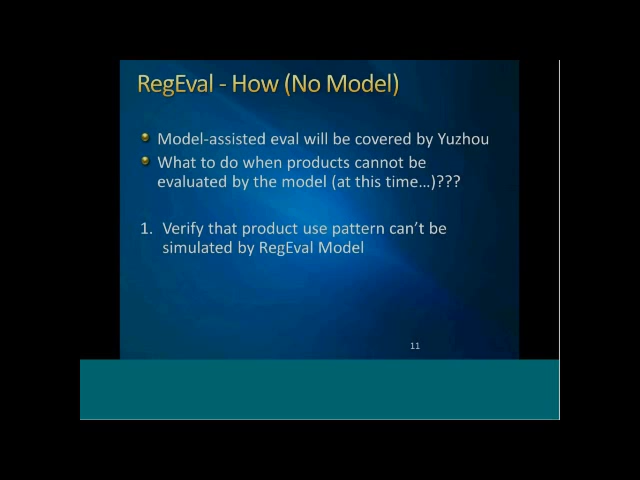 RegEval - How (No Model)
Model-assisted eval will be covered by Yuzhou
What to do when products cannot be
evaluated by the model (at this time…)???
1. Verify that product use pattern can't be
simulated by RegEval Model
11